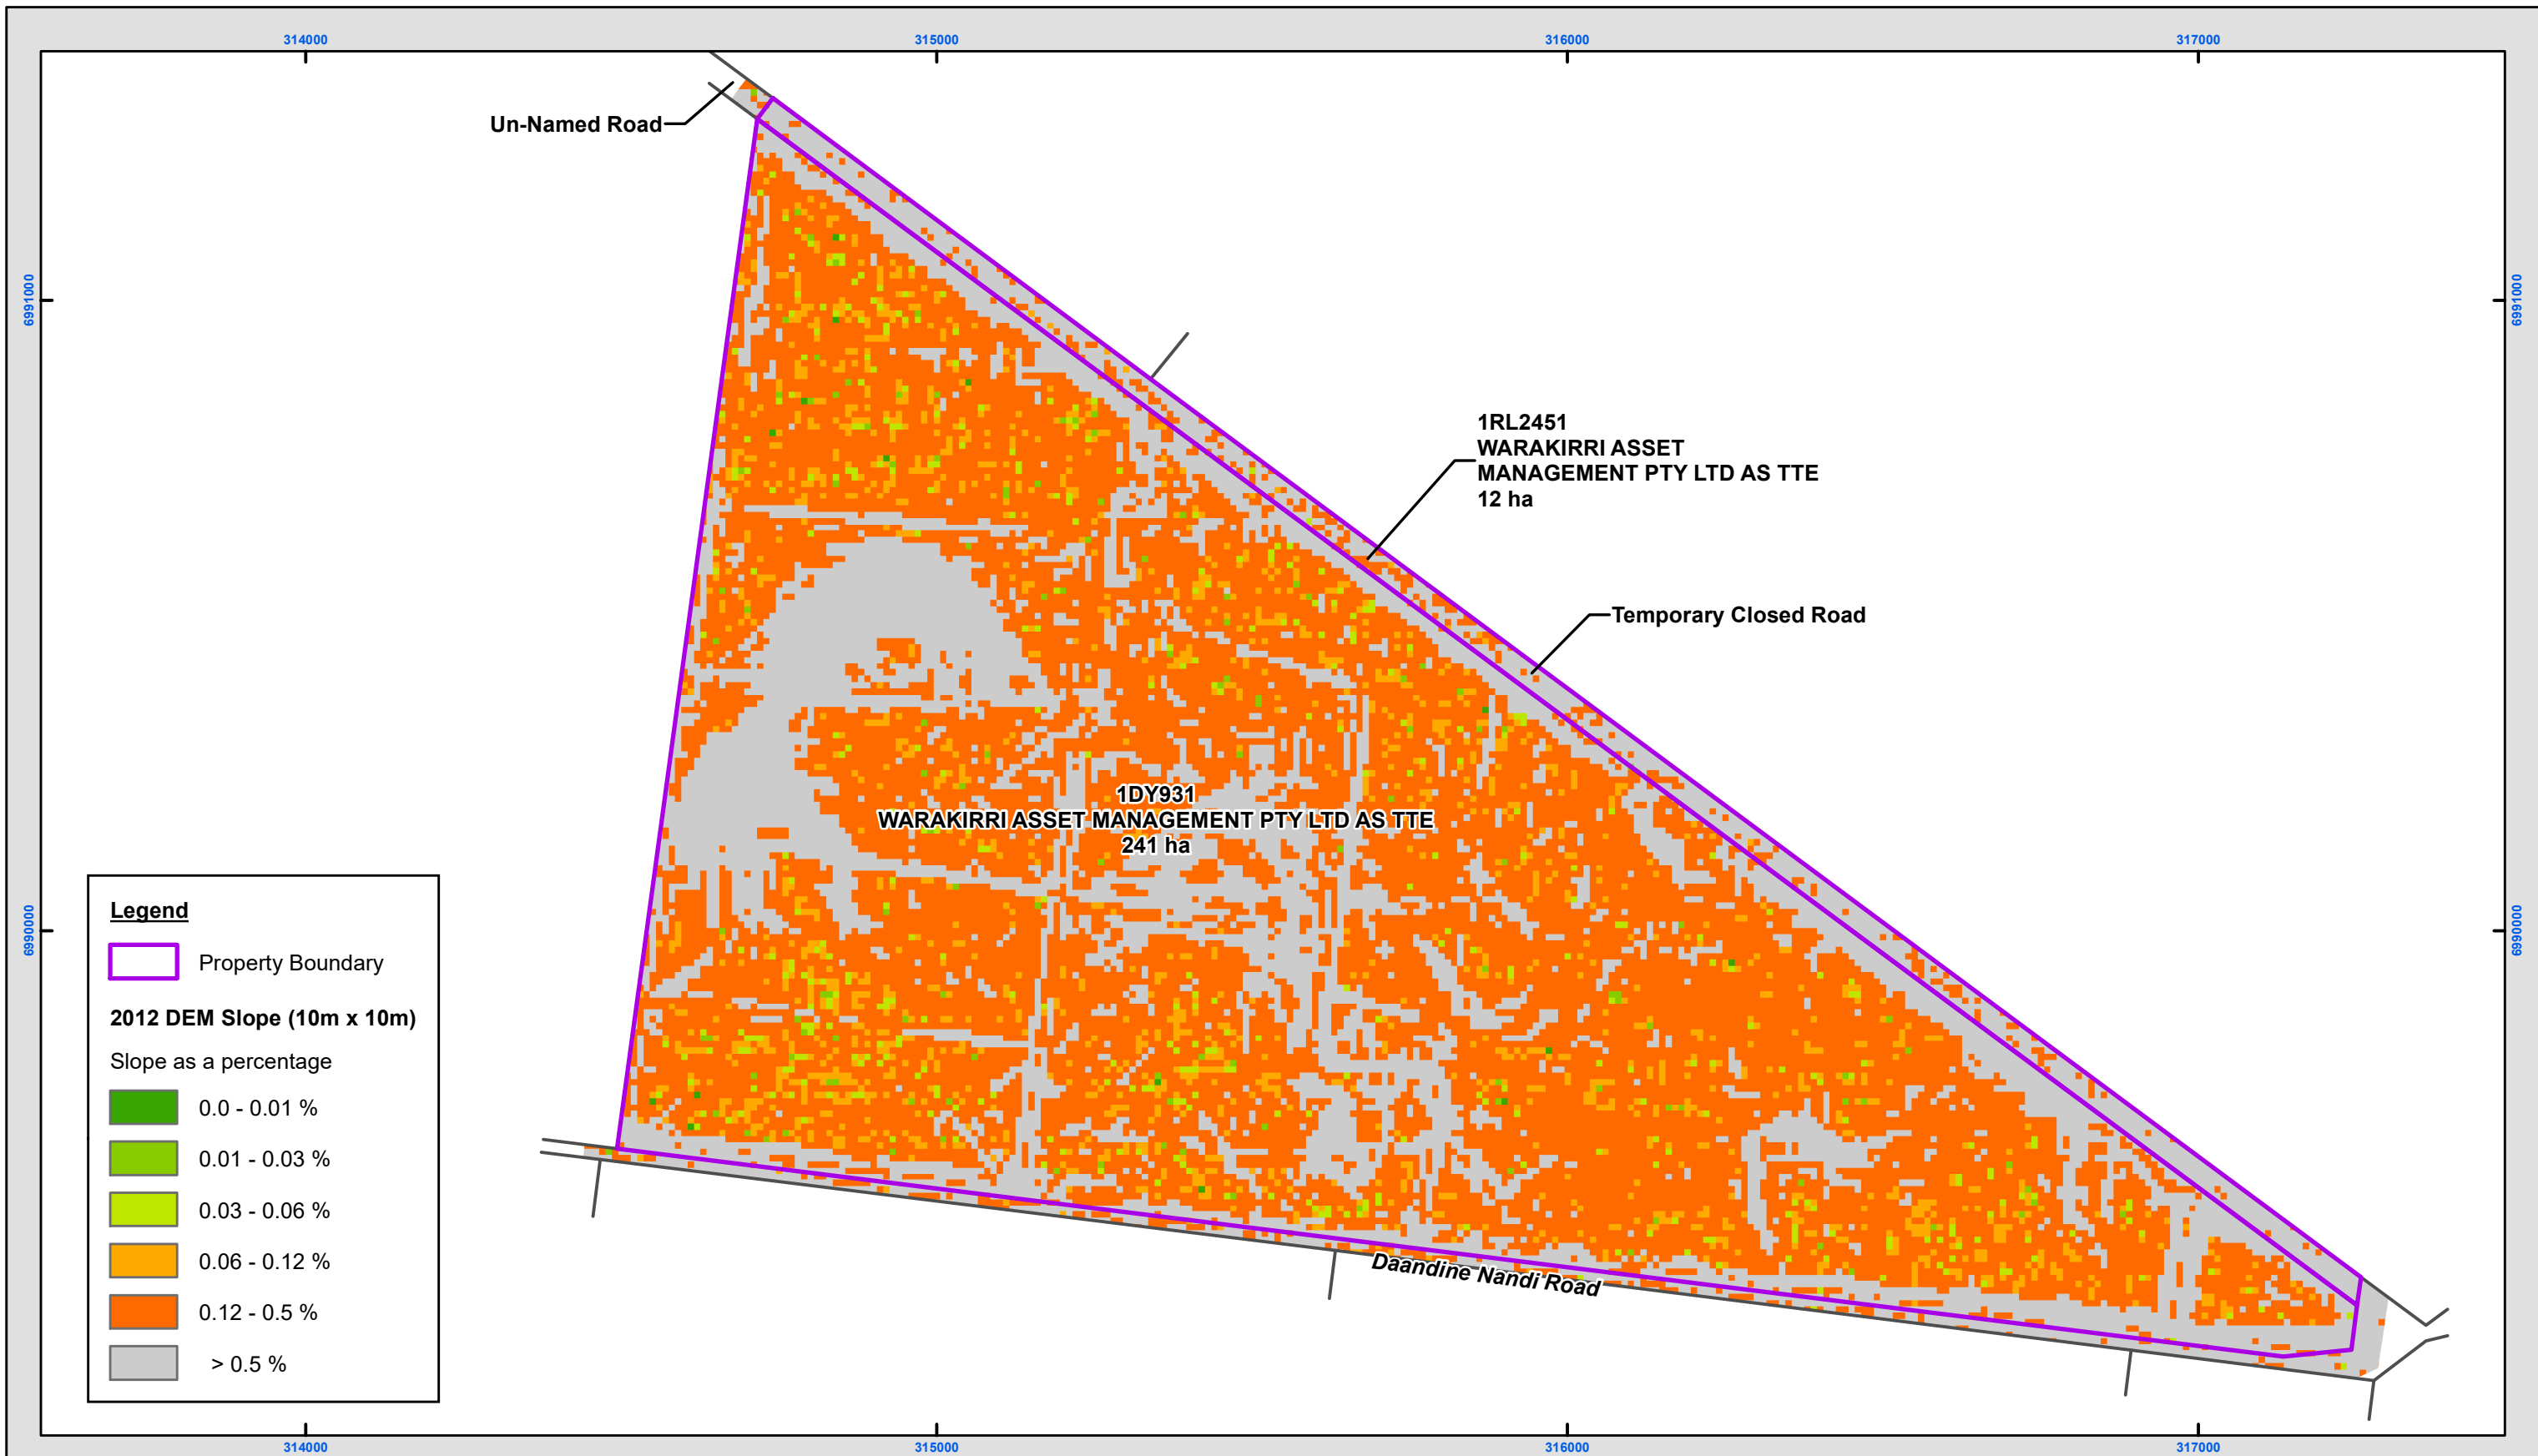 314000
315000
316000
317000
6991000
6991000
Un-Named Road
1RL2451
WARAKIRRI ASSET
MANAGEMENT PTY LTD AS TTE
12 ha
Temporary Closed Road
1DY931
WARAKIRRI ASSET MANAGEMENT PTY LTD AS TTE
241 ha
6990000
6990000
Legend
Property Boundary
2012 DEM Slope (10m x 10m)
Slope as a percentage
0.0 - 0.01 %
0.01 - 0.03 %
0.03 - 0.06 %
0.06 - 0.12 %
0.12 - 0.5 %
> 0.5 %
Daandine Nandi Road
314000
315000
316000
317000